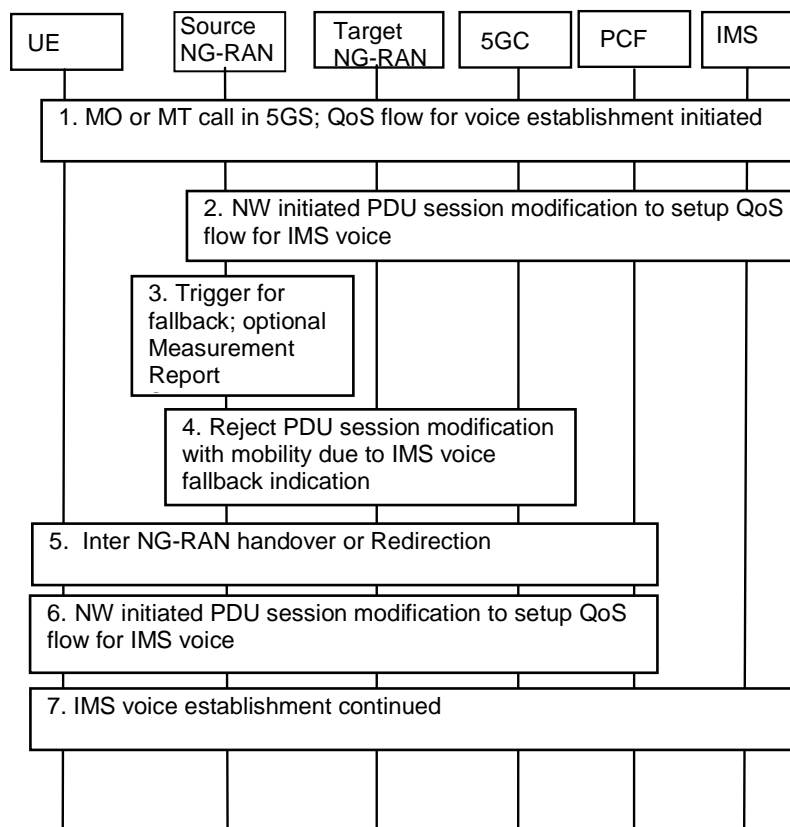 UE
Source
NG-RAN
Target
NG-RAN
5GC
PCF
IMS
1. MO or MT call in 5GS; QoS flow for voice establishment initiated
2. NW initiated PDU session modification to setup QoS
flow for IMS voice
3. Trigger for
fallback; optional
Measurement
Report
4. Reject PDU session modification
with mobility due to IMS voice
fallback indication
5. Inter NG-RAN handover or Redirection
6. NW initiated PDU session modification to setup QoS
flow for IMS voice
7. IMS voice establishment continued